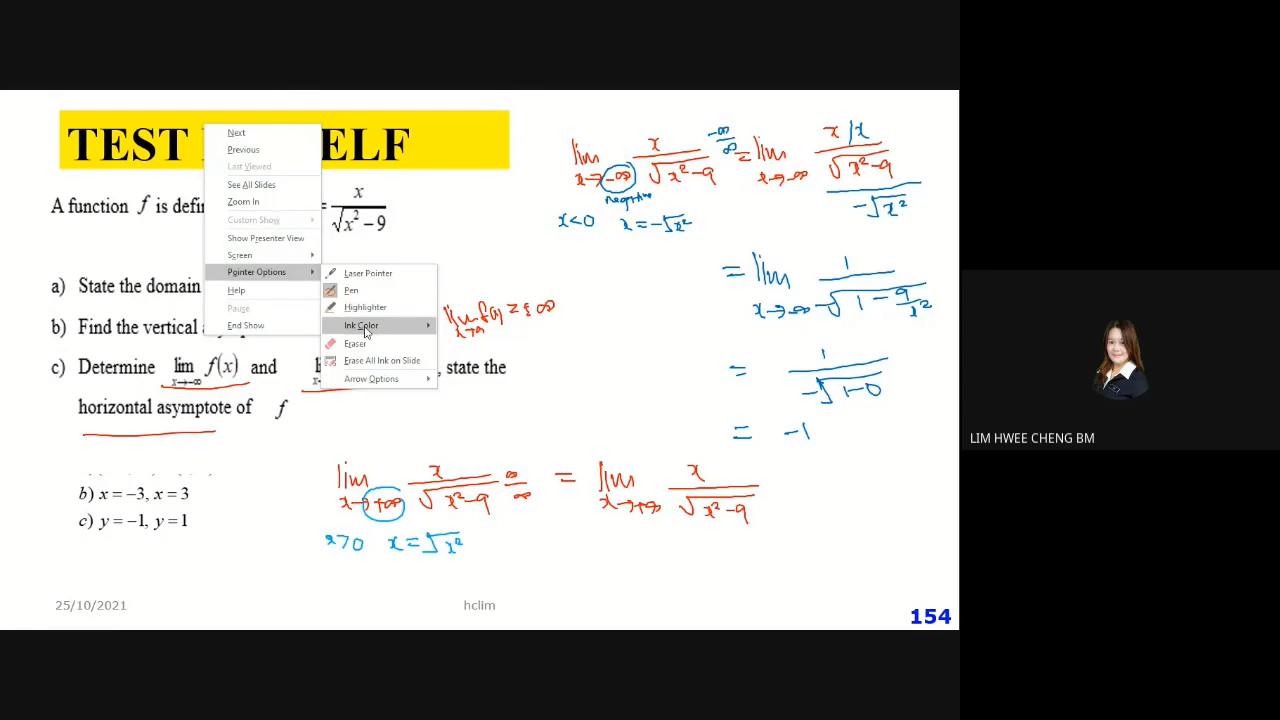 TEST ELF
A function f is defin = x / √(x² – 9)
a) State the domain
b) Find the vertical
c) Determine lim x→-∞ f(x) and , state the
horizontal asymptote of f
b) x = –3, x = 3
c) y = –1, y = 1
Next
Previous
Last Viewed
See All Slides
Zoom In
Custom Show
Show Presenter View
Screen
Pointer Options
Help
Pause
End Show
Laser Pointer
Pen
Highlighter
Ink Color
Eraser
Erase All Ink on Slide
Arrow Options
lim x→-∞ x / √(x²-9) -∞/∞ = lim x→-∞ x/x / √(x²-9) / -√x²
negative
x<0 x = -√x²
= lim x→-∞ 1 / -√(1 - 9/x²)
= 1 / -√(1-0)
= -1
lim x→+∞ x / √(x²-9) ∞/∞ = lim x→+∞ x / √(x²-9)
x>0 x = √x²
25/10/2021
hclim
154
LIM HWEE CHENG BM